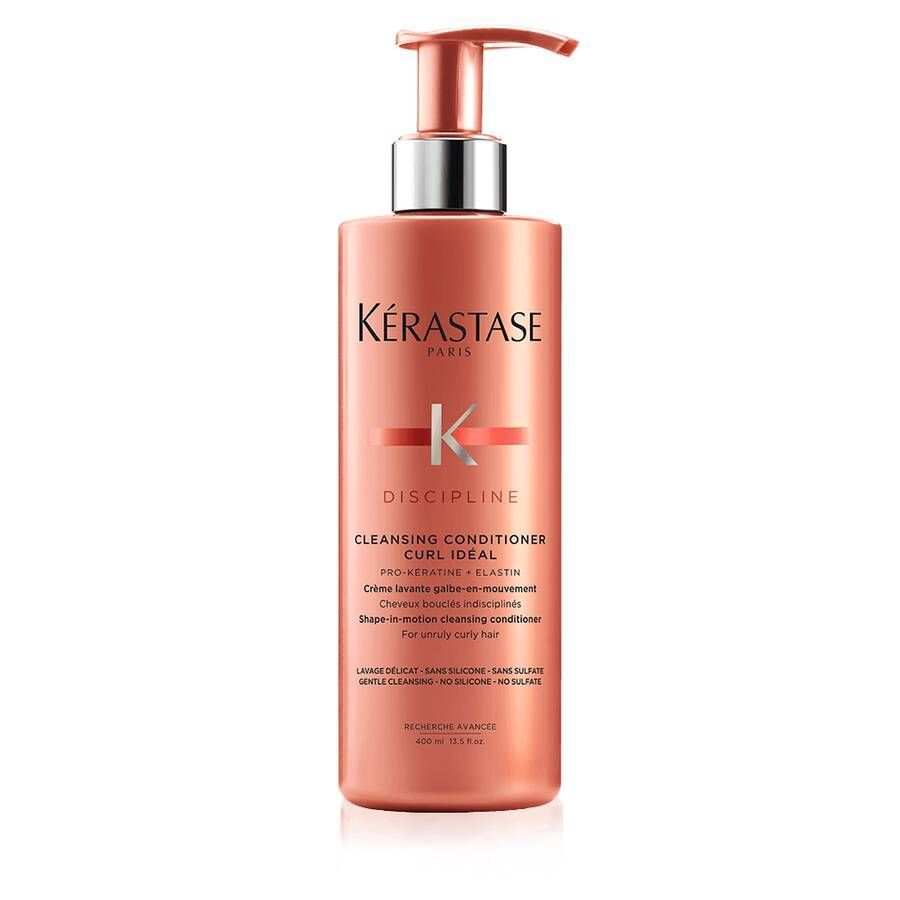 KÉRASTASE
PARIS
K
DISCIPLINE
CLEANSING CONDITIONER
CURL IDÉAL
PRO-KÉRATINE + ELASTIN
Crème lavante galbe-en-mouvement
Cheveux bouclés indisciplinés
Shape-in-motion cleansing conditioner
For unruly curly hair
LAVAGE DÉLICAT - SANS SILICONE - SANS SULFATE
GENTLE CLEANSING - NO SILICONE - NO SULFATE
RECHERCHE AVANCÉE
400 ml 13.5 fl.oz.